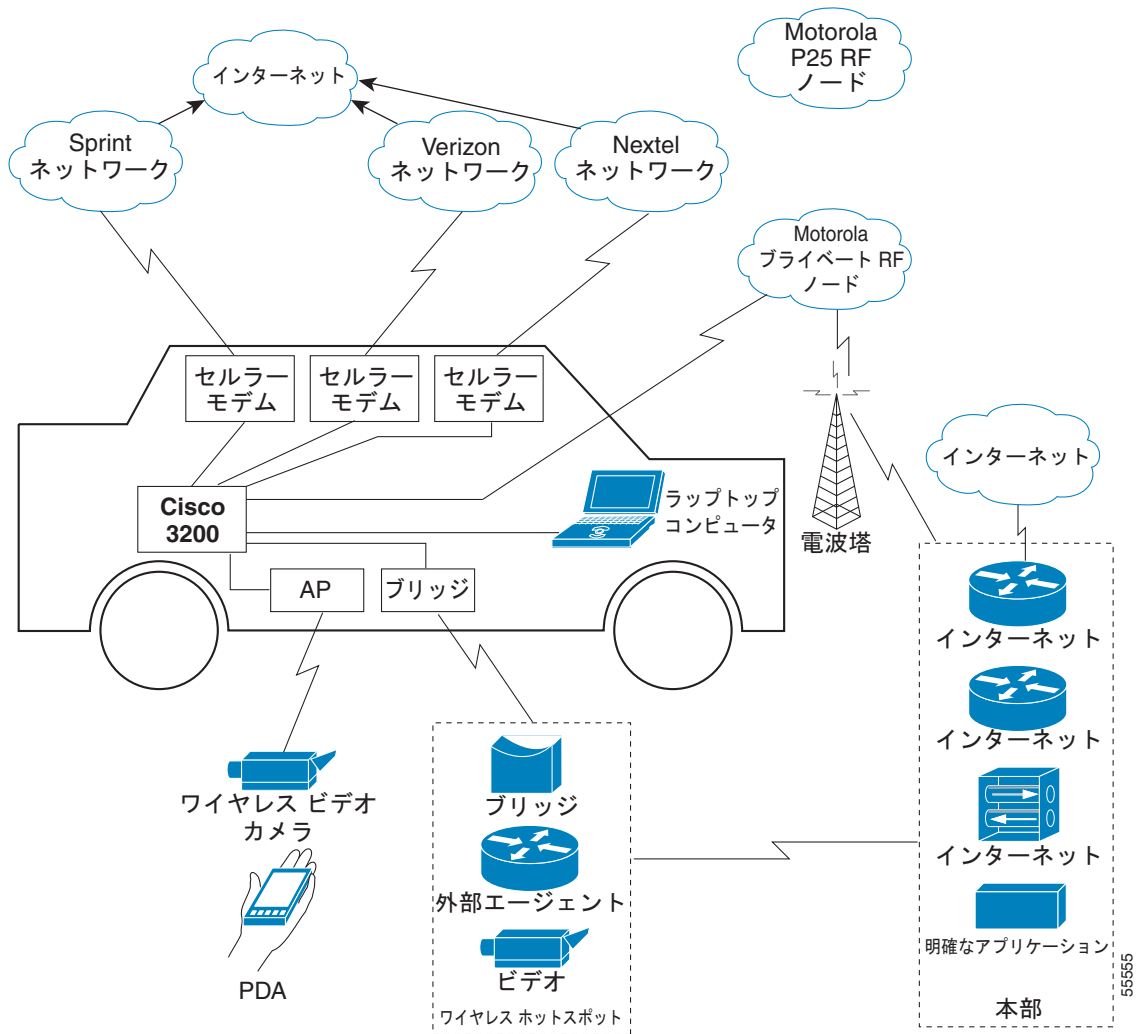 Motorola
P25 RF
ノード
インターネット
Sprint
ネットワーク
Verizon
ネットワーク
Nextel
ネットワーク
Motorola
ブライベート RF
ノード
セルラー
モデム
セルラー
モデム
セルラー
モデム
インターネット
Cisco
3200
ラップトップ
コンピュータ
電波塔
AP
ブリッジ
インターネット
インターネット
ワイヤレス ビデオ
カメラ
ブリッジ
インターネット
外部エージェント
明確なアプリケーション
PDA
ビデオ
ワイヤレス ホットスポット
本部
55555